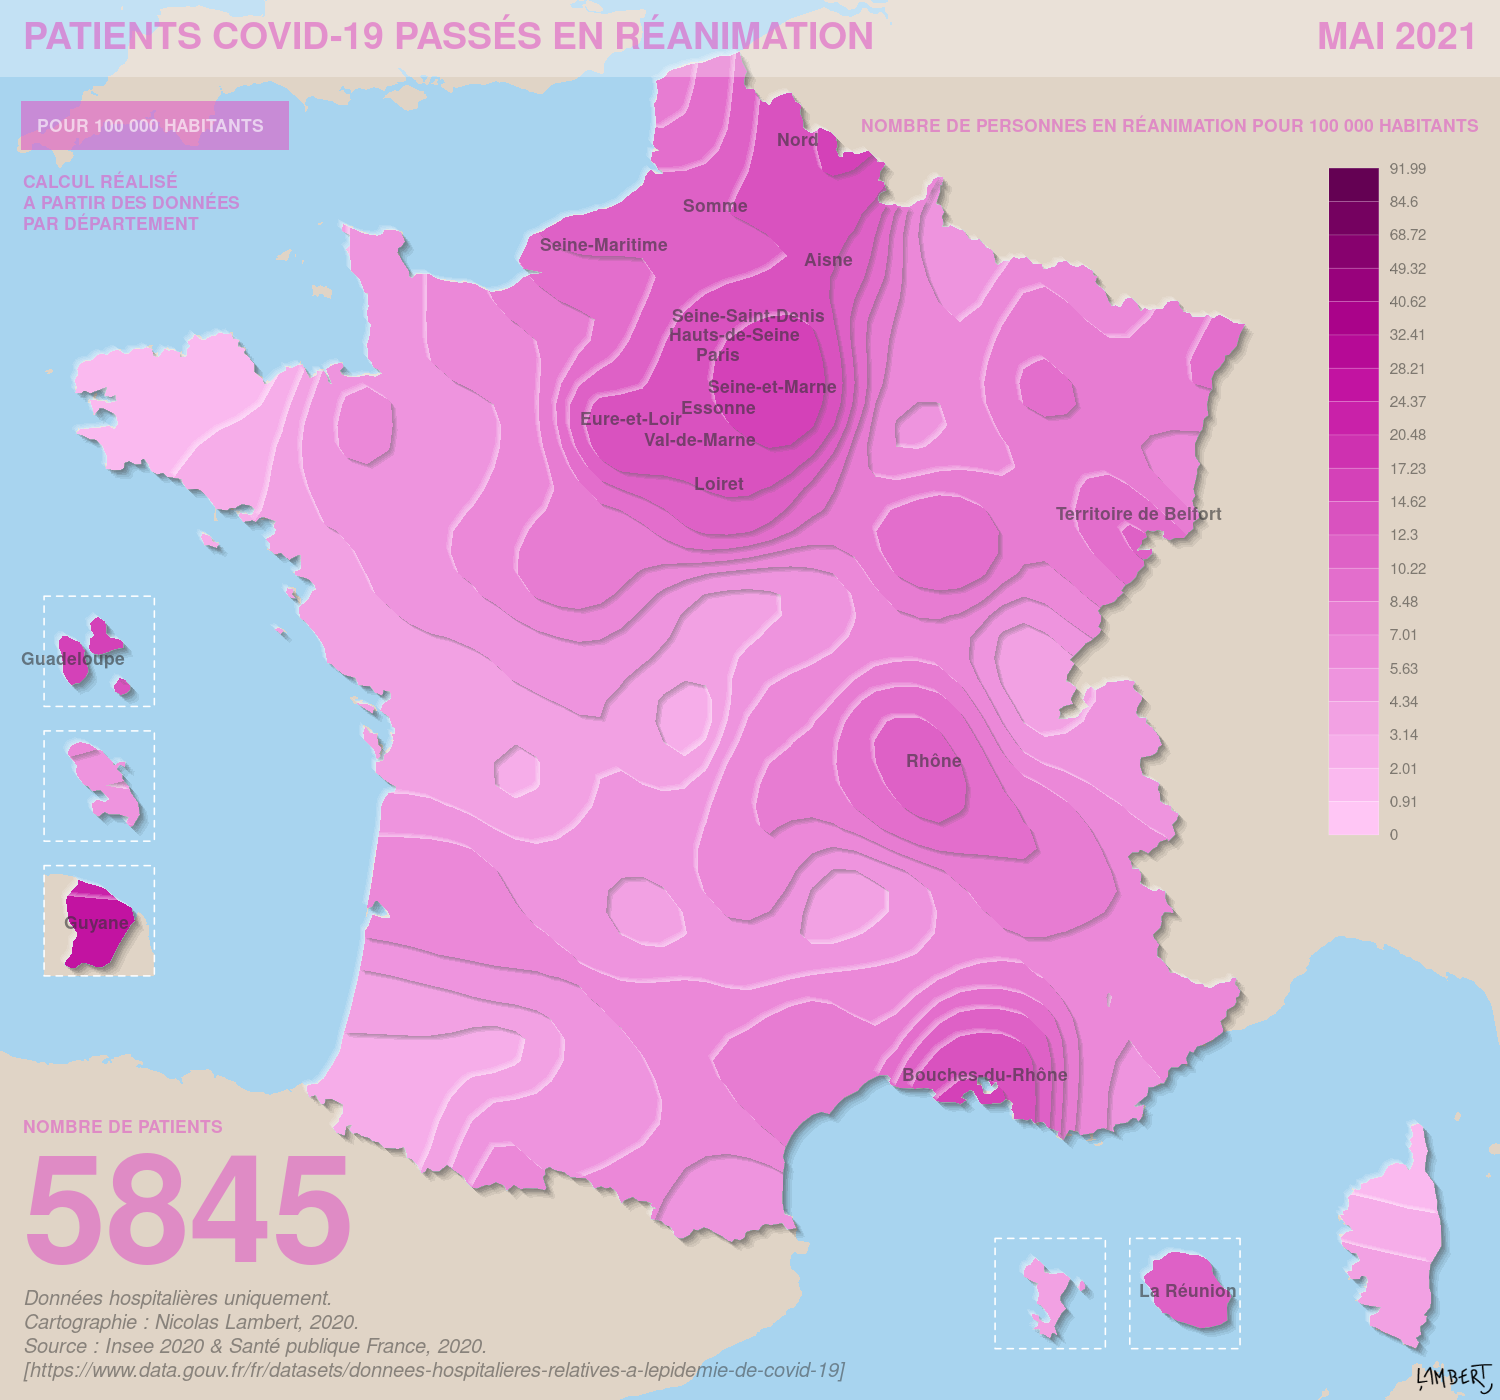 PATIENTS COVID-19 PASSÉS EN RÉANIMATION
MAI 2021
POUR 100 000 HABITANTS
CALCUL RÉALISÉ
A PARTIR DES DONNÉES
PAR DÉPARTEMENT
NOMBRE DE PERSONNES EN RÉANIMATION POUR 100 000 HABITANTS
91.99
84.6
68.72
49.32
40.62
32.41
28.21
24.37
20.48
17.23
14.62
12.3
10.22
8.48
7.01
5.63
4.34
3.14
2.01
0.91
0
Nord
Somme
Seine-Maritime
Aisne
Seine-Saint-Denis
Hauts-de-Seine
Paris
Seine-et-Marne
Essonne
Eure-et-Loir
Val-de-Marne
Loiret
Territoire de Belfort
Guadeloupe
Rhône
Guyane
Bouches-du-Rhône
La Réunion
NOMBRE DE PATIENTS
5845
Données hospitalières uniquement.
Cartographie : Nicolas Lambert, 2020.
Source : Insee 2020 & Santé publique France, 2020.
[https://www.data.gouv.fr/fr/datasets/donnees-hospitalieres-relatives-a-lepidemie-de-covid-19]
LAMBERT